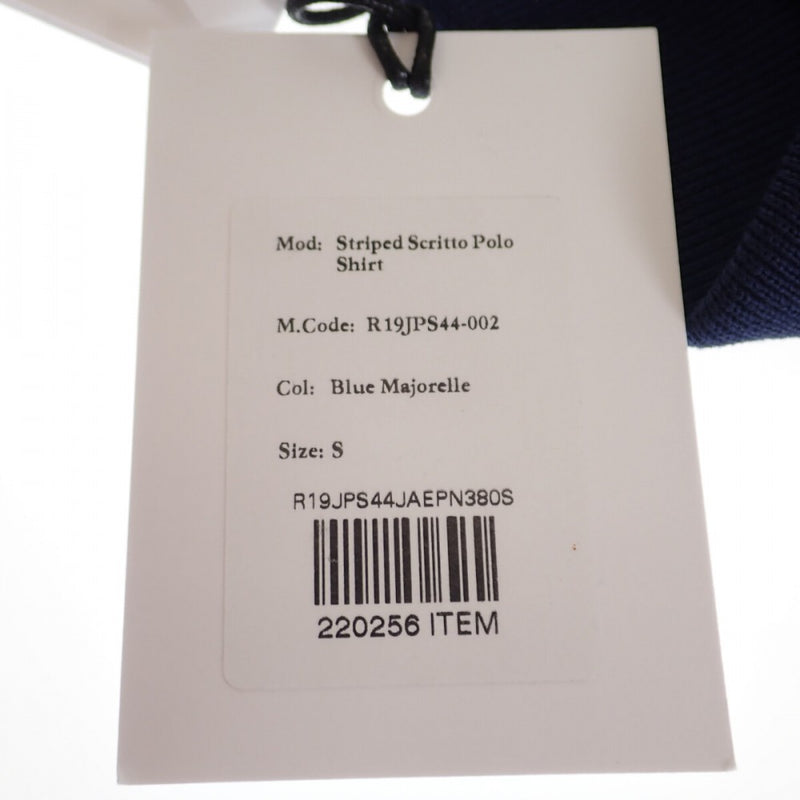 Mod: Striped Scritto Polo
Shirt
M.Code: R19JPS44-002
Col: Blue Majorelle
Size: S
R19JPS44JAEPN380S
220256 ITEM